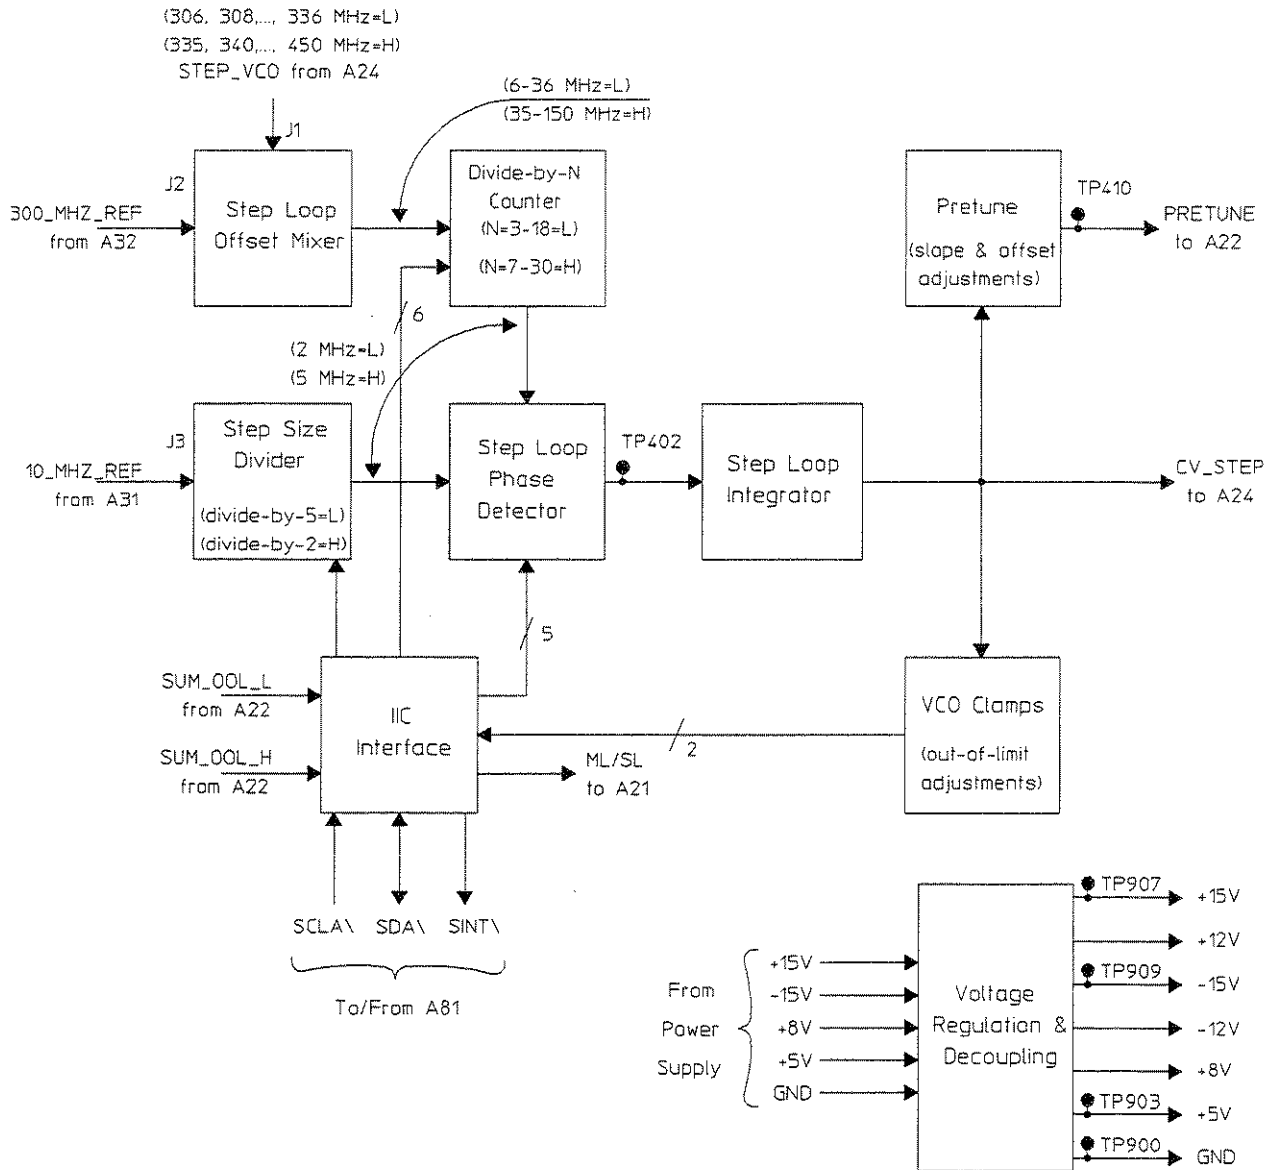 (306, 308,..., 336 MHz=L)
(335, 340,..., 450 MHz=H)
STEP_VCO from A24
J1
(6-36 MHz=L)
(35-150 MHz=H)
J2
300_MHZ_REF
from A32
Step Loop
Offset Mixer
Divide-by-N
Counter
(N=3-18=L)
(N=7-30=H)
6
Pretune
(slope & offset
adjustments)
TP410
PRETUNE
to A22
(2 MHz=L)
(5 MHz=H)
J3
10_MHZ_REF
from A31
Step Size
Divider
(divide-by-5=L)
(divide-by-2=H)
Step Loop
Phase
Detector
TP402
Step Loop
Integrator
CV_STEP
to A24
5
SUM_OOL_L
from A22
SUM_OOL_H
from A22
IIC
Interface
2
ML/SL
to A21
VCO Clamps
(out-of-limit
adjustments)
SCLA\ SDA\ SINT\
To/From A81
From
Power
Supply
+15V
-15V
+8V
+5V
GND
Voltage
Regulation &
Decoupling
TP907
+15V
+12V
TP909
-15V
-12V
+8V
TP903
+5V
TP900
GND